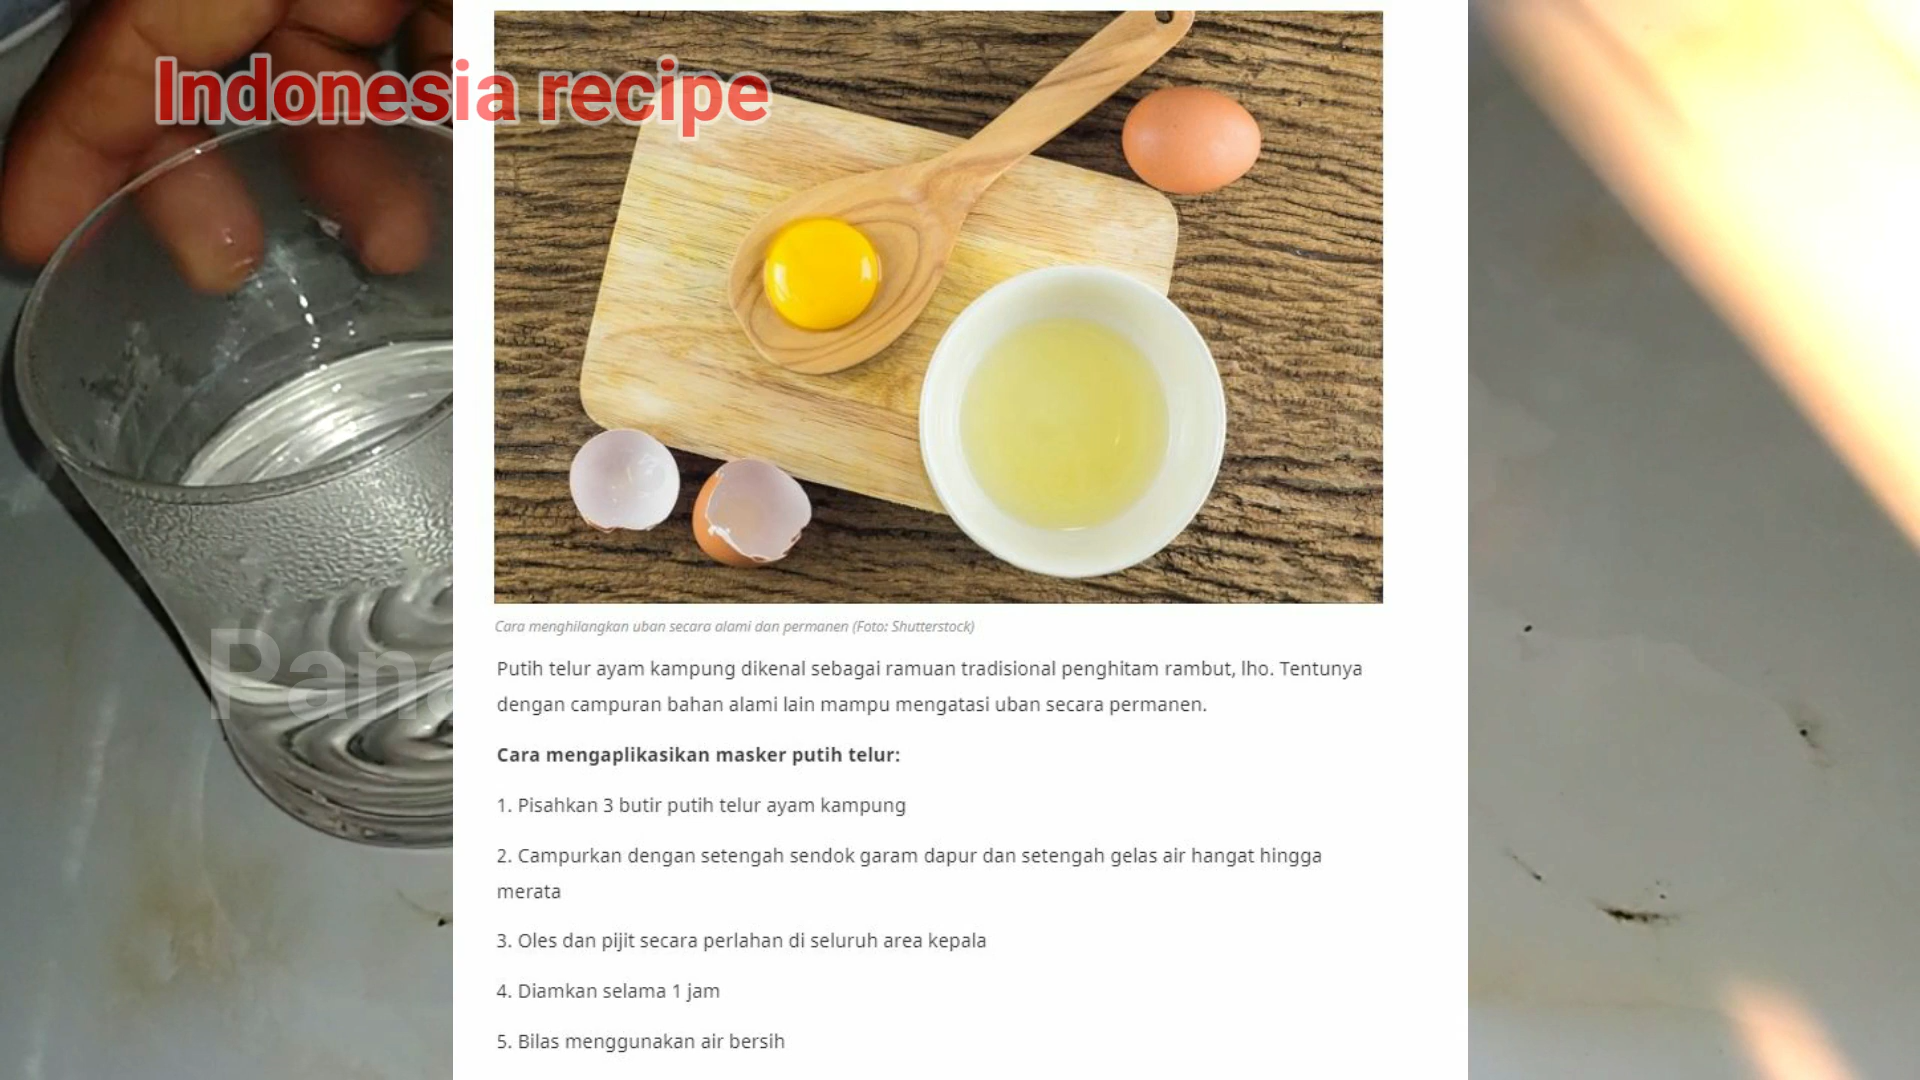 Indonesia recipe
Cara menghilangkan uban secara alami dan permanen (Foto: Shutterstock)
Putih telur ayam kampung dikenal sebagai ramuan tradisional penghitam rambut, lho. Tentunya
dengan campuran bahan alami lain mampu mengatasi uban secara permanen.
Cara mengaplikasikan masker putih telur:
1. Pisahkan 3 butir putih telur ayam kampung
2. Campurkan dengan setengah sendok garam dapur dan setengah gelas air hangat hingga
merata
3. Oles dan pijit secara perlahan di seluruh area kepala
4. Diamkan selama 1 jam
5. Bilas menggunakan air bersih